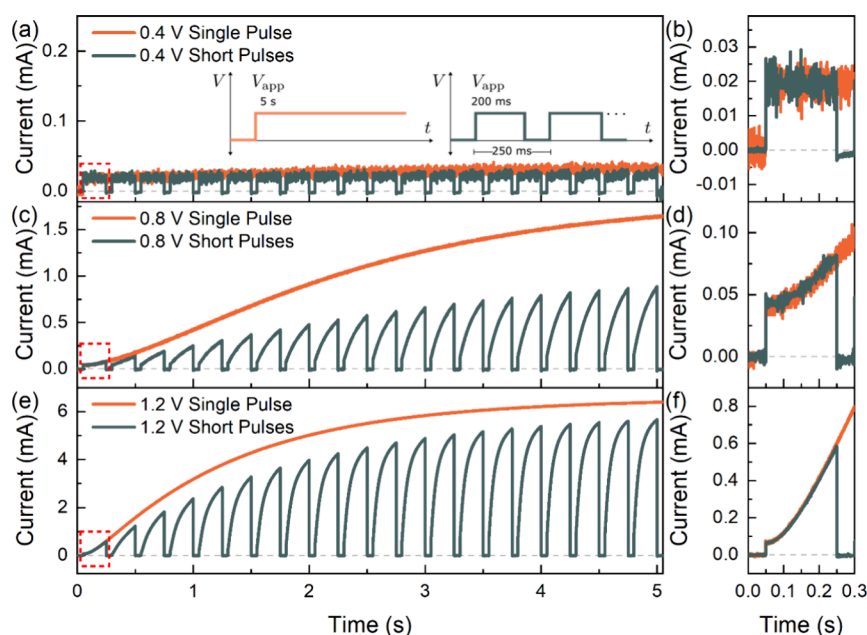 (a)
0.4 V Single Pulse
0.4 V Short Pulses
V
V_app
5 s
t
V
V_app
200 ms
250 ms
...
t
Current (mA)
0.2
0.1
0.0
(b)
Current (mA)
0.03
0.02
0.01
0.00
-0.01
(c)
0.8 V Single Pulse
0.8 V Short Pulses
Current (mA)
1.5
1.0
0.5
0.0
(d)
Current (mA)
0.10
0.05
0.00
(e)
1.2 V Single Pulse
1.2 V Short Pulses
Current (mA)
6
4
2
0
0 1 2 3 4 5
Time (s)
(f)
Current (mA)
0.8
0.6
0.4
0.2
0.0
0.0 0.1 0.2 0.3
Time (s)